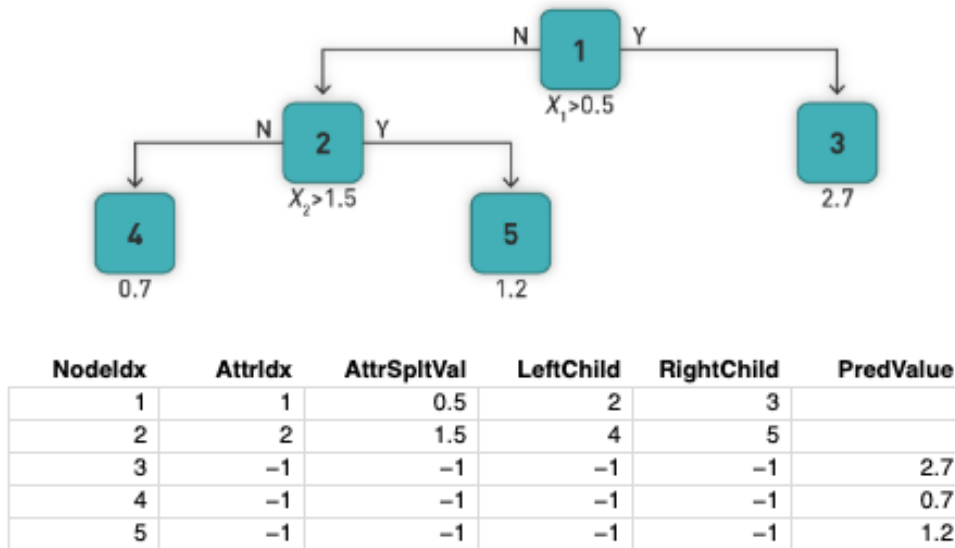 N 1 Y
X₁>0.5
N 2 Y 3
X₂>1.5 2.7
4 5
0.7 1.2
NodeIdx AttrIdx AttrSpltVal LeftChild RightChild PredValue
1 1 0.5 2 3
2 2 1.5 4 5
3 –1 –1 –1 –1 2.7
4 –1 –1 –1 –1 0.7
5 –1 –1 –1 –1 1.2